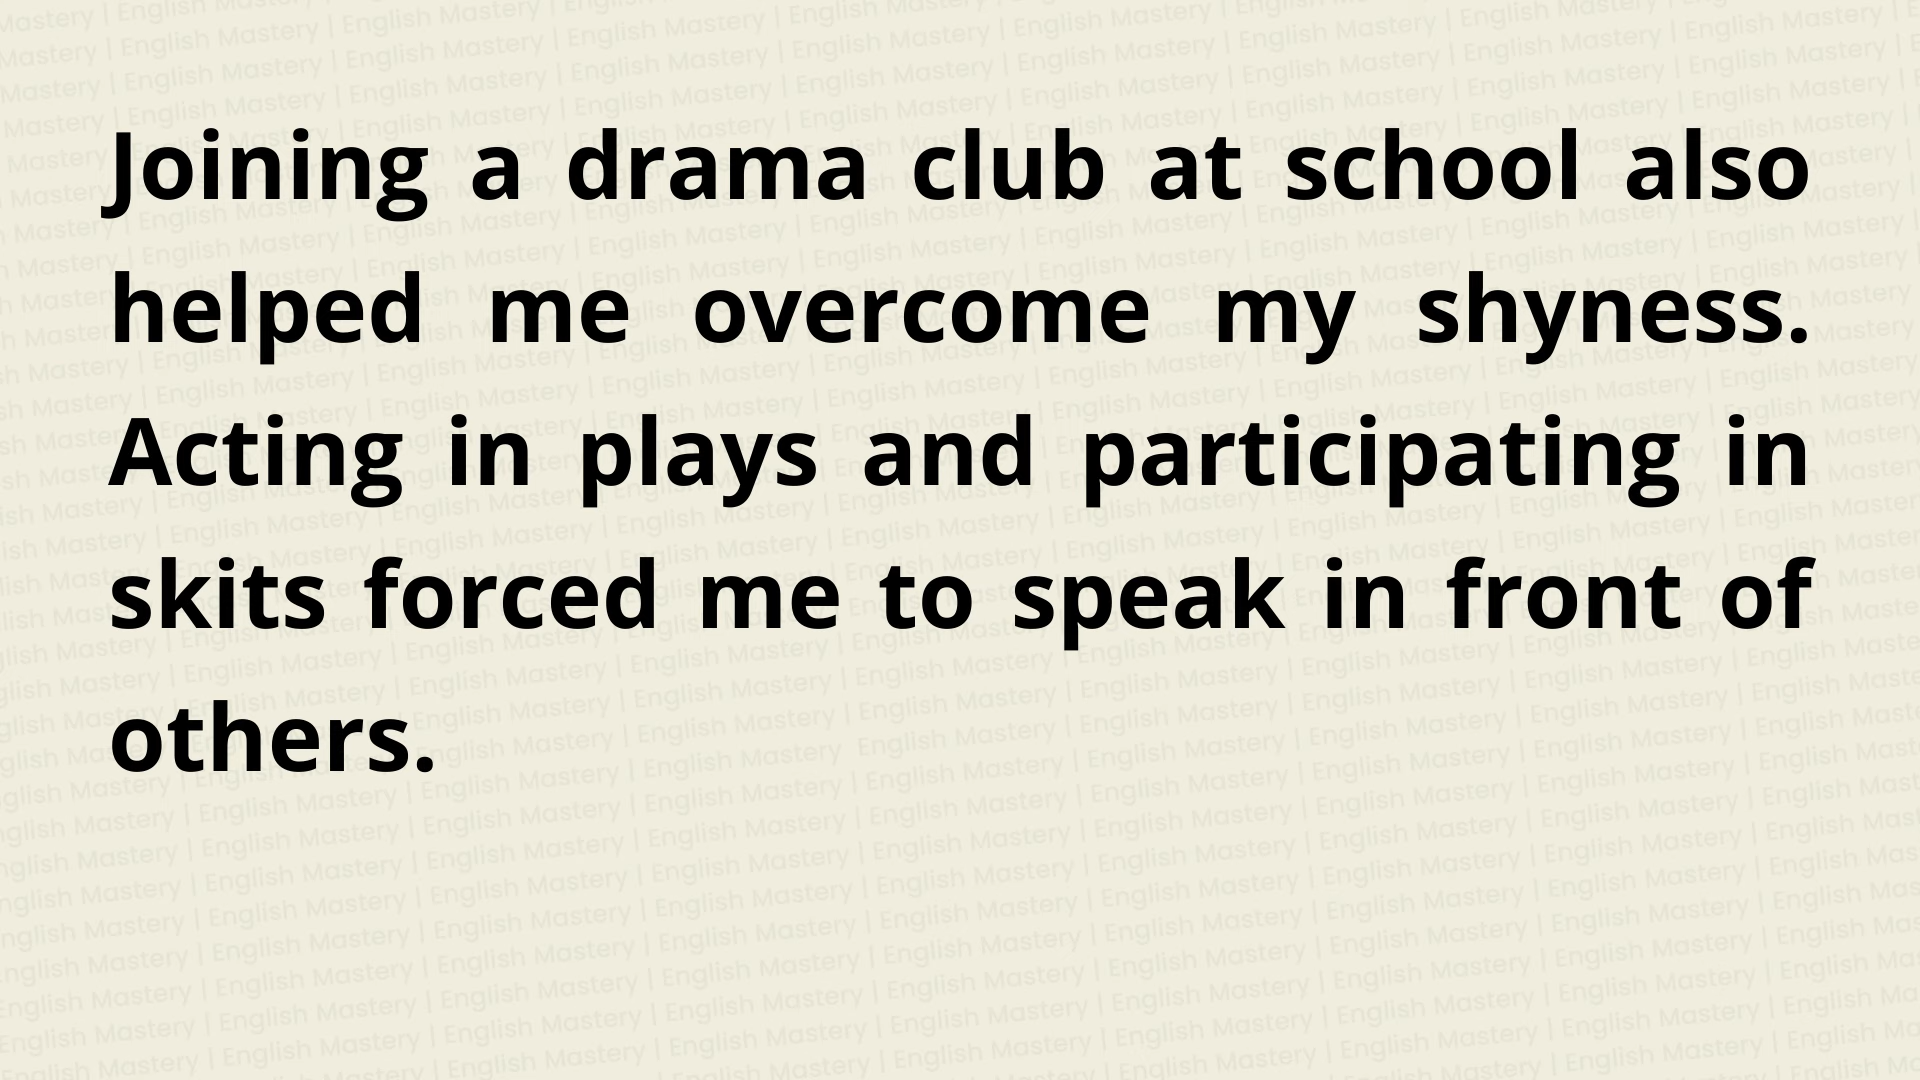 Joining a drama club at school also
helped me overcome my shyness.
Acting in plays and participating in
skits forced me to speak in front of
others.